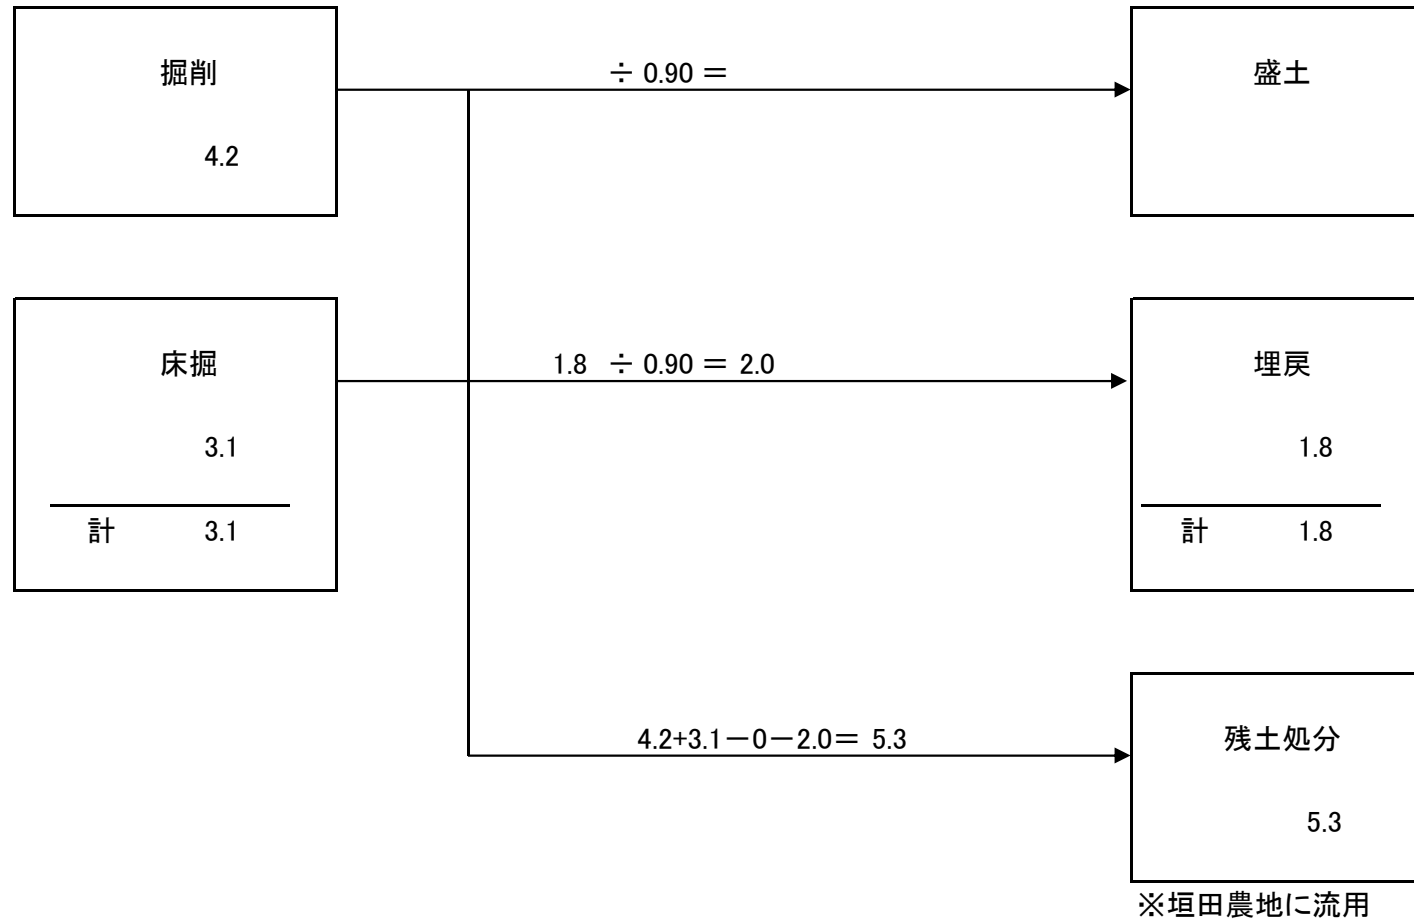 掘削
÷ 0.90 ＝
盛土
4.2
床掘
1.8 ÷ 0.90 ＝ 2.0
埋戻
3.1
1.8
計 3.1
計 1.8
4.2+3.1－0－2.0＝ 5.3
残土処分
5.3
※垣田農地に流用